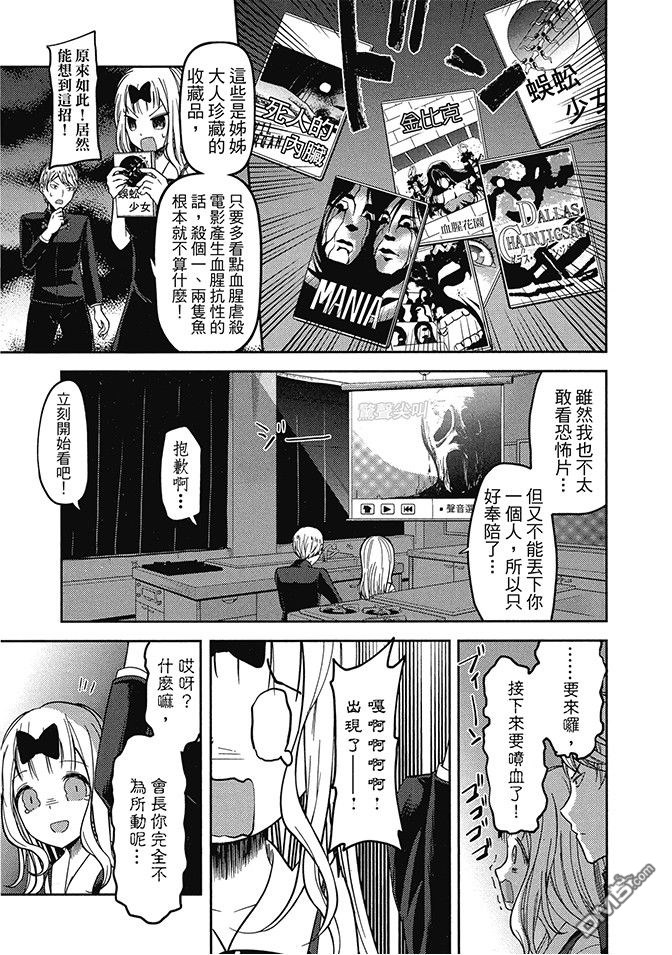 蜈蚣
少女
金比克
血腥花園
死人的
內臟
DALLAS
CHAINJIGSAW
MANIA
這些是姊姊
大人珍藏的
收藏品，
只要多看點血腥虐殺
電影產生血腥抗性的
話，殺個一、兩隻魚
根本就不算什麼！
蜈蚣
少女
原來如此！居然
能想到這招！
雖然我也不太
敢看恐怖片…
但又不能丟下你
一個人，所以只
好奉陪了…
驚聲尖叫
•聲音選
抱歉啊…
立刻開始看吧！
……要來囉，
接下來要噴血了！
嘎啊啊啊啊！
出現了——！
哎呀？
什麼嘛，
會長你完全不
為所動呢…